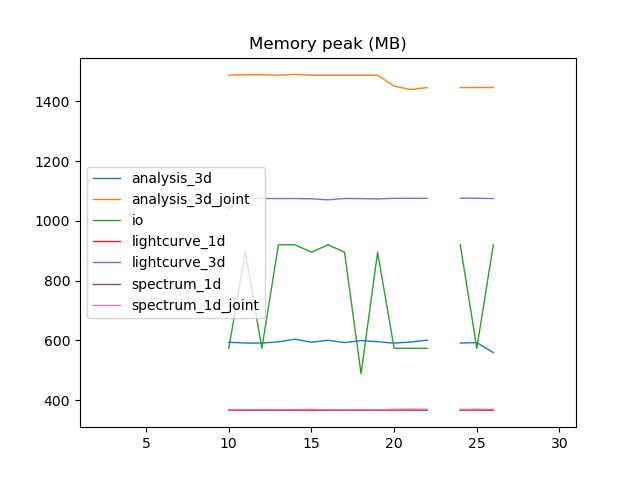 Memory peak (MB)
1400
1200
1000
800
600
400
analysis_3d
analysis_3d_joint
io
lightcurve_1d
lightcurve_3d
spectrum_1d
spectrum_1d_joint
5 10 15 20 25 30